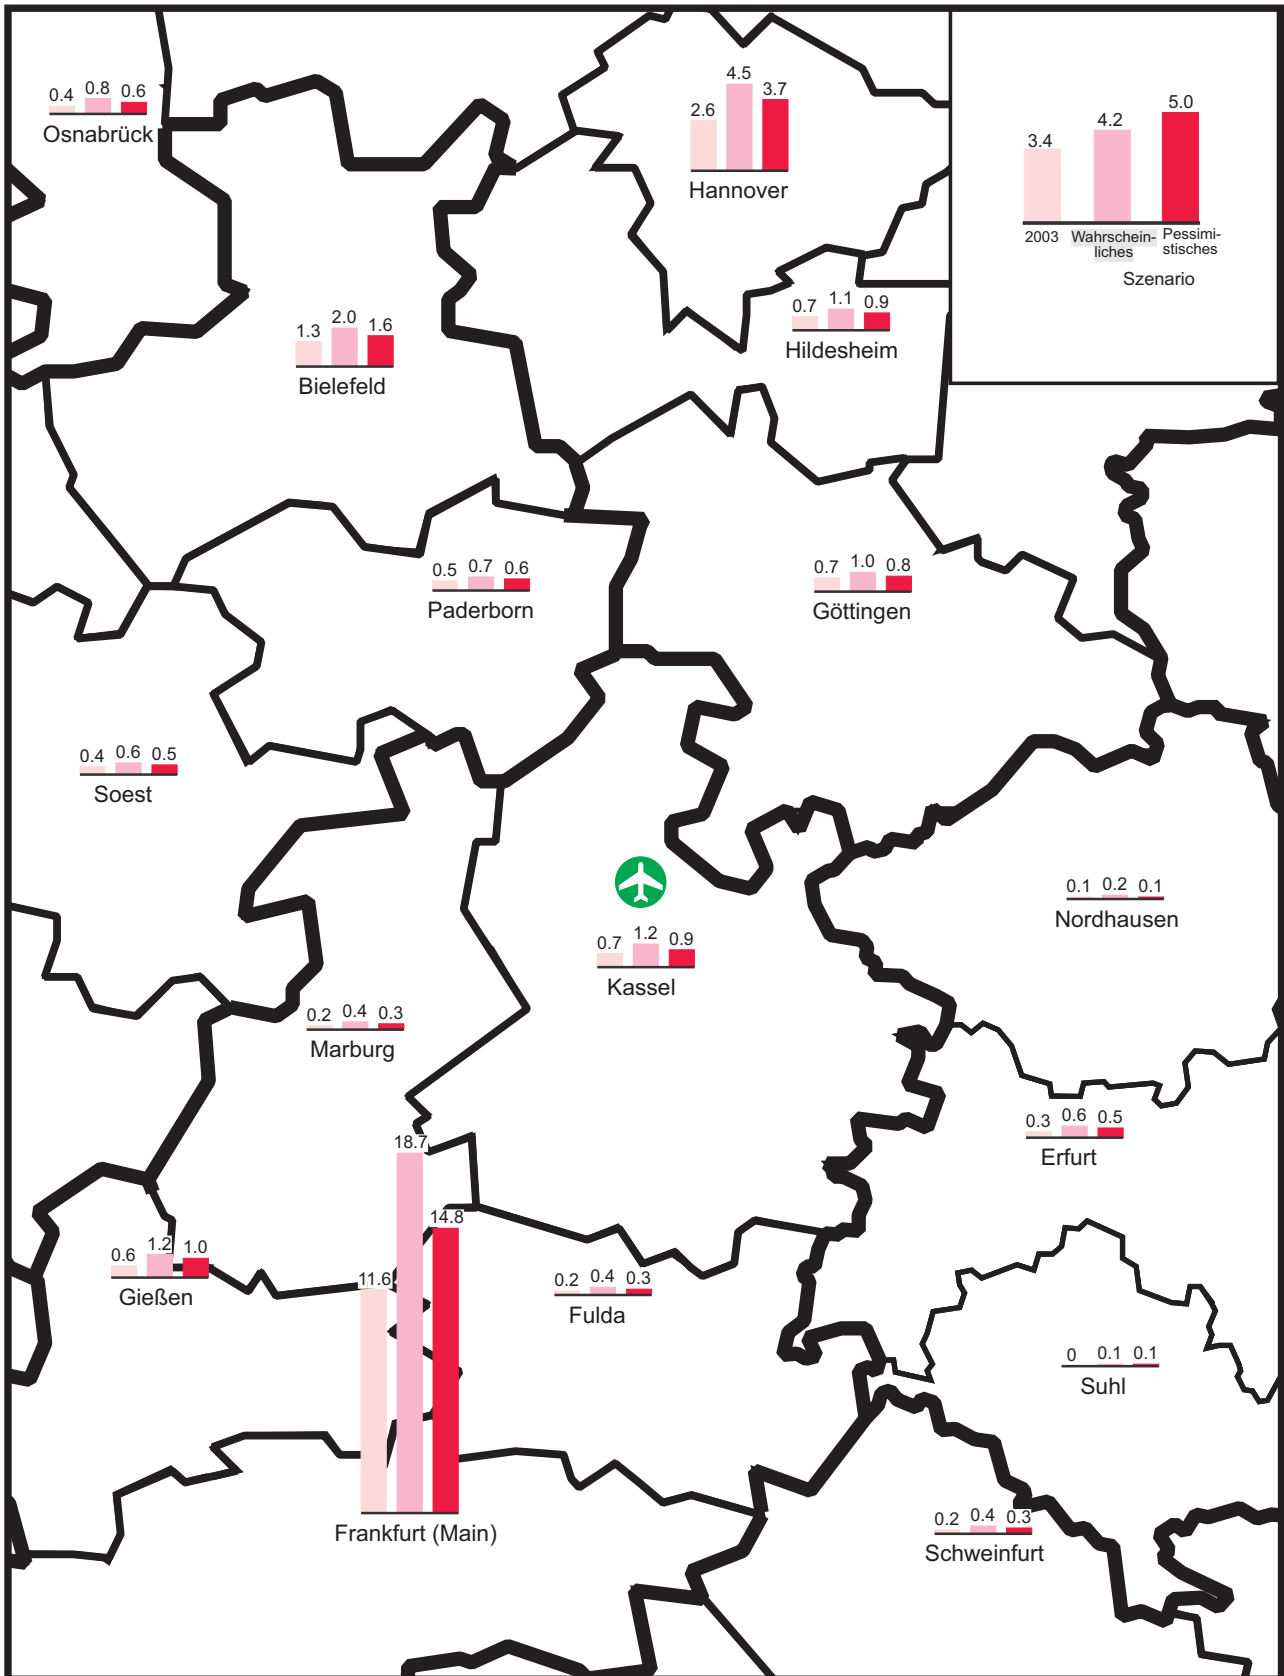 0.4 0.8 0.6
Osnabrück
2.6 4.5 3.7
Hannover
3.4 4.2 5.0
2003 Wahrschein-
liches
Pessimi-
stisches
Szenario
0.7 1.1 0.9
Hildesheim
1.3 2.0 1.6
Bielefeld
0.5 0.7 0.6
Paderborn
0.7 1.0 0.8
Göttingen
0.4 0.6 0.5
Soest
0.1 0.2 0.1
Nordhausen
0.7 1.2 0.9
Kassel
0.2 0.4 0.3
Marburg
0.3 0.6 0.5
Erfurt
0.6 1.2 1.0
Gießen
11.6 18.7 14.8
Frankfurt (Main)
0.2 0.4 0.3
Fulda
0 0.1 0.1
Suhl
0.2 0.4 0.3
Schweinfurt